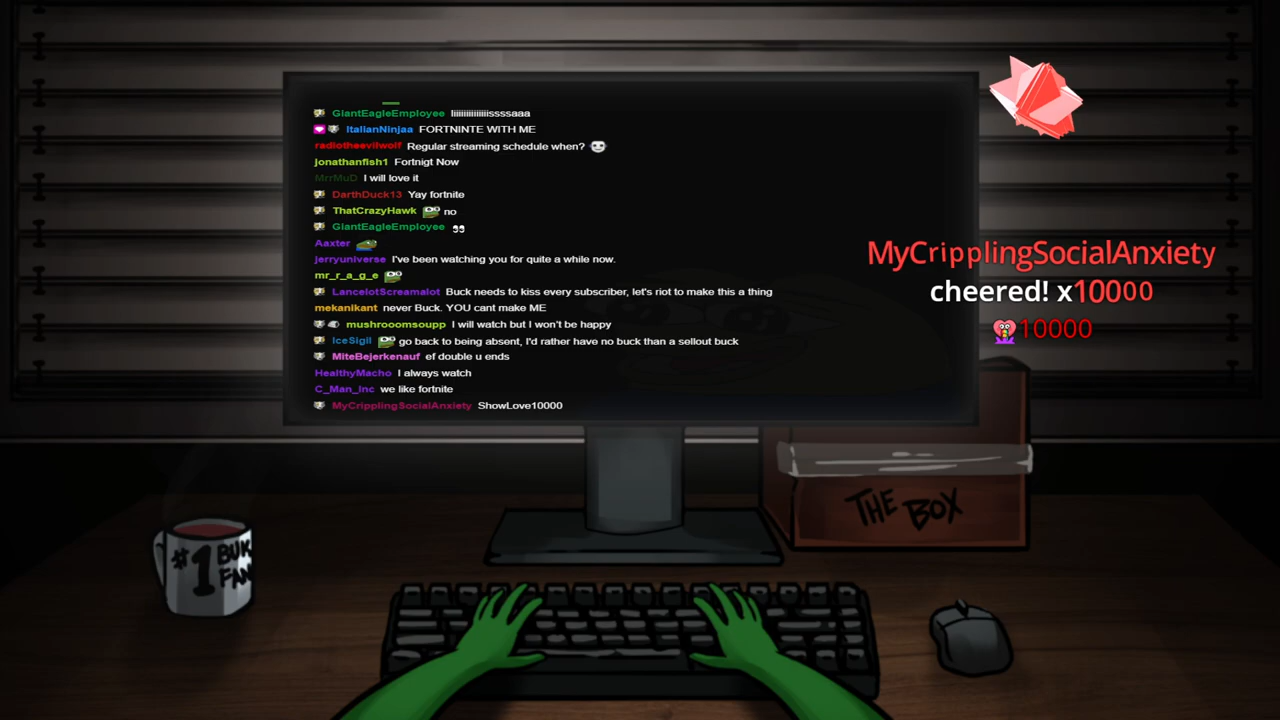 GiantEagleEmployee liiiiiiiiiiiiiiissssaaa
ItalianNinjaa FORTNINTE WITH ME
radiotheevilwolf Regular streaming schedule when?
jonathanfish1 Fortnigt Now
MrrMuD I will love it
DarthDuck13 Yay fortnite
ThatCrazyHawk no
GiantEagleEmployee
Aaxter
jerryuniverse I've been watching you for quite a while now.
mr_r_a_g_e
LancelotScreamalot Buck needs to kiss every subscriber, let's riot to make this a thing
mekanikant never Buck. YOU cant make ME
mushrooomsoupp I will watch but I won't be happy
IceSigil go back to being absent, I'd rather have no buck than a sellout buck
MiteBejerkenauf ef double u ends
HealthyMacho I always watch
C_Man_Inc we like fortnite
MyCripplingSocialAnxiety ShowLove10000
MyCripplingSocialAnxiety
cheered! x10000
10000
THE BOX
#1 BUK
FAN